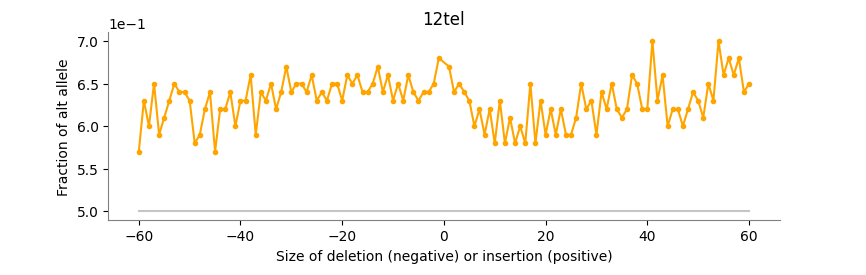 12tel
1e−1
7.0
6.5
6.0
5.5
5.0
Fraction of alt allele
−60 −40 −20 0 20 40 60
Size of deletion (negative) or insertion (positive)